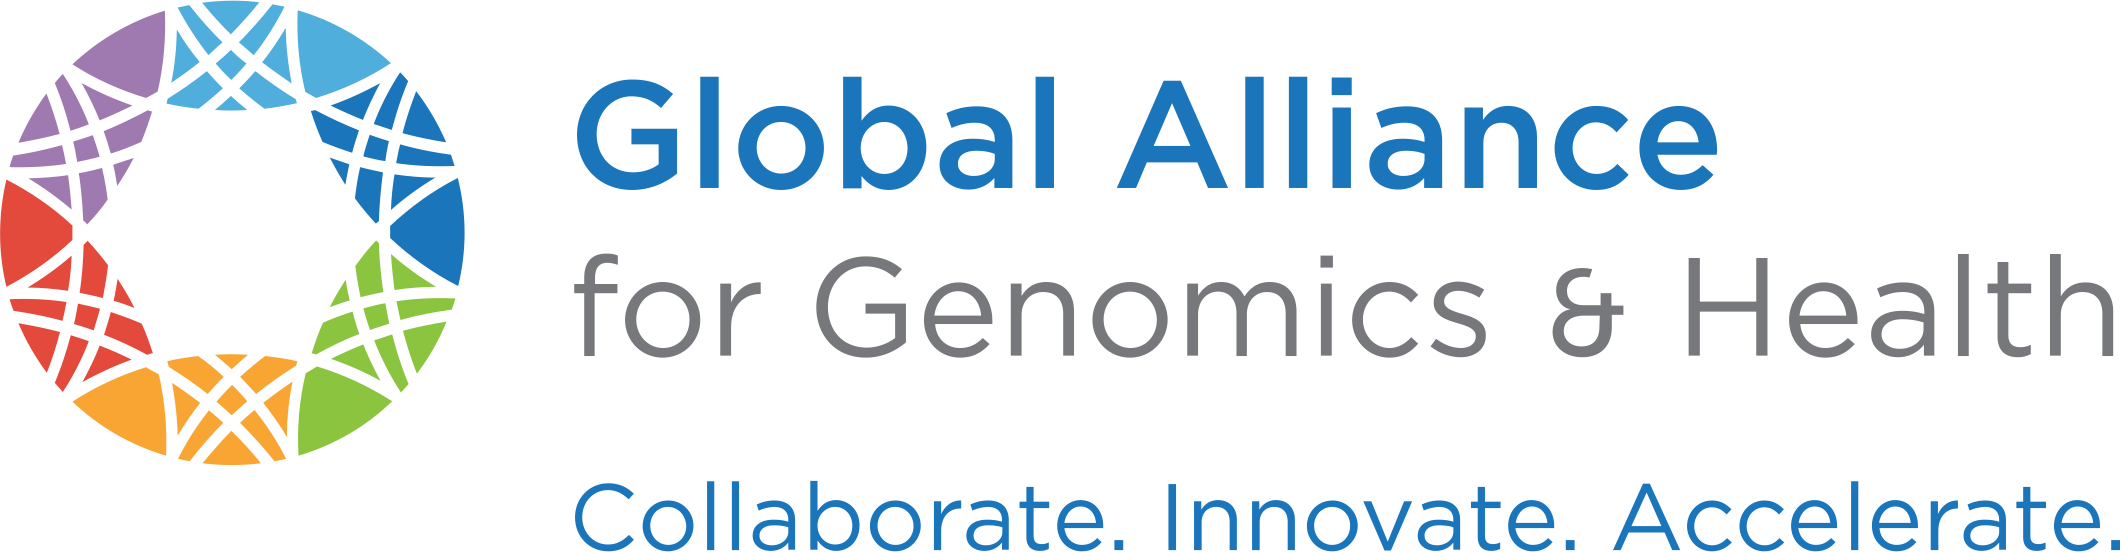 Global Alliance
for Genomics & Health
Collaborate. Innovate. Accelerate.